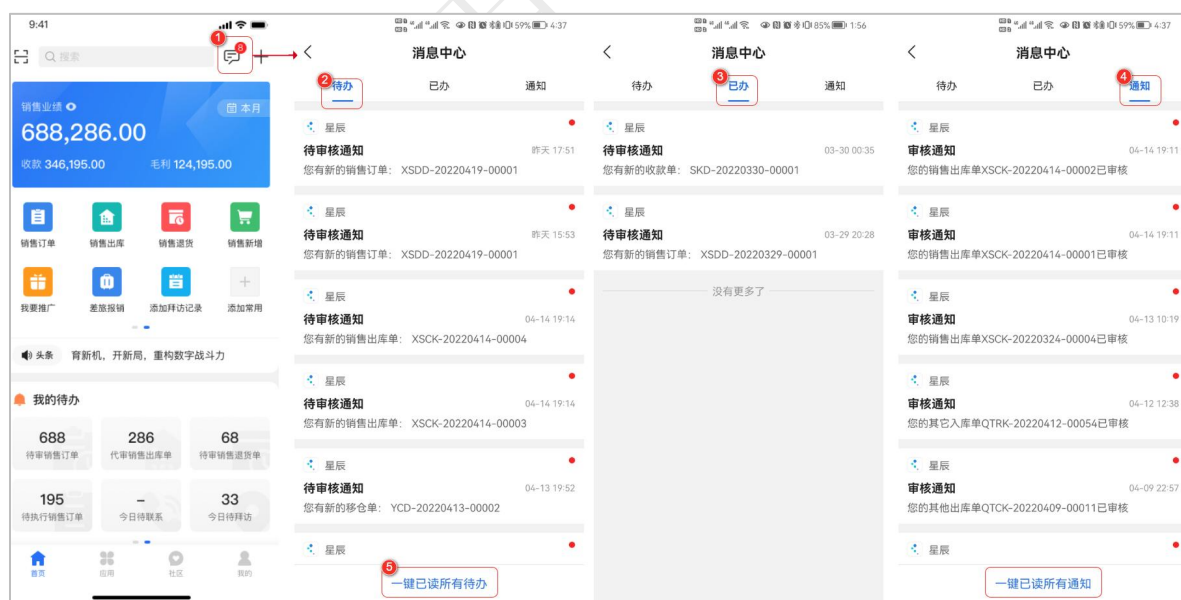 9:41
1
搜索
8
销售业绩
本月
688,286.00
收款 346,195.00
毛利 124,195.00
销售订单
销售出库
销售退货
销售新增
我要推广
差旅报销
添加拜访记录
添加常用
头条
育新机，开新局，重构数字战斗力
我的待办
688
286
68
待审销售订单
代审销售出库单
待审销售退货单
195
–
33
待执行销售订单
今日待联系
今日待拜访
首页
应用
社区
我的
59% 4:37
消息中心
2
待办
已办
通知
星辰
待审核通知
昨天 17:51
您有新的销售订单： XSDD-20220419-00001
星辰
待审核通知
昨天 15:53
您有新的销售订单： XSDD-20220419-00001
星辰
待审核通知
04-14 19:14
您有新的销售出库单： XSCK-20220414-00004
星辰
待审核通知
04-14 19:14
您有新的销售出库单： XSCK-20220414-00003
星辰
待审核通知
04-13 19:52
您有新的移仓单： YCD-20220413-00002
星辰
5
一键已读所有待办
85% 1:56
消息中心
3
待办
已办
通知
星辰
待审核通知
03-30 00:35
您有新的收款单： SKD-20220330-00001
星辰
待审核通知
03-29 20:28
您有新的销售订单： XSDD-20220329-00001
没有更多了
59% 4:37
消息中心
4
待办
已办
通知
星辰
审核通知
04-14 19:11
您的销售出库单XSCK-20220414-00002已审核
星辰
审核通知
04-14 19:11
您的销售出库单XSCK-20220414-00001已审核
星辰
审核通知
04-13 10:19
您的销售出库单XSCK-20220324-00004已审核
星辰
审核通知
04-12 12:38
您的其它入库单QTRK-20220412-00054已审核
星辰
审核通知
04-09 22:57
您的其他出库单QTCK-20220409-00011已审核
星辰
一键已读所有通知